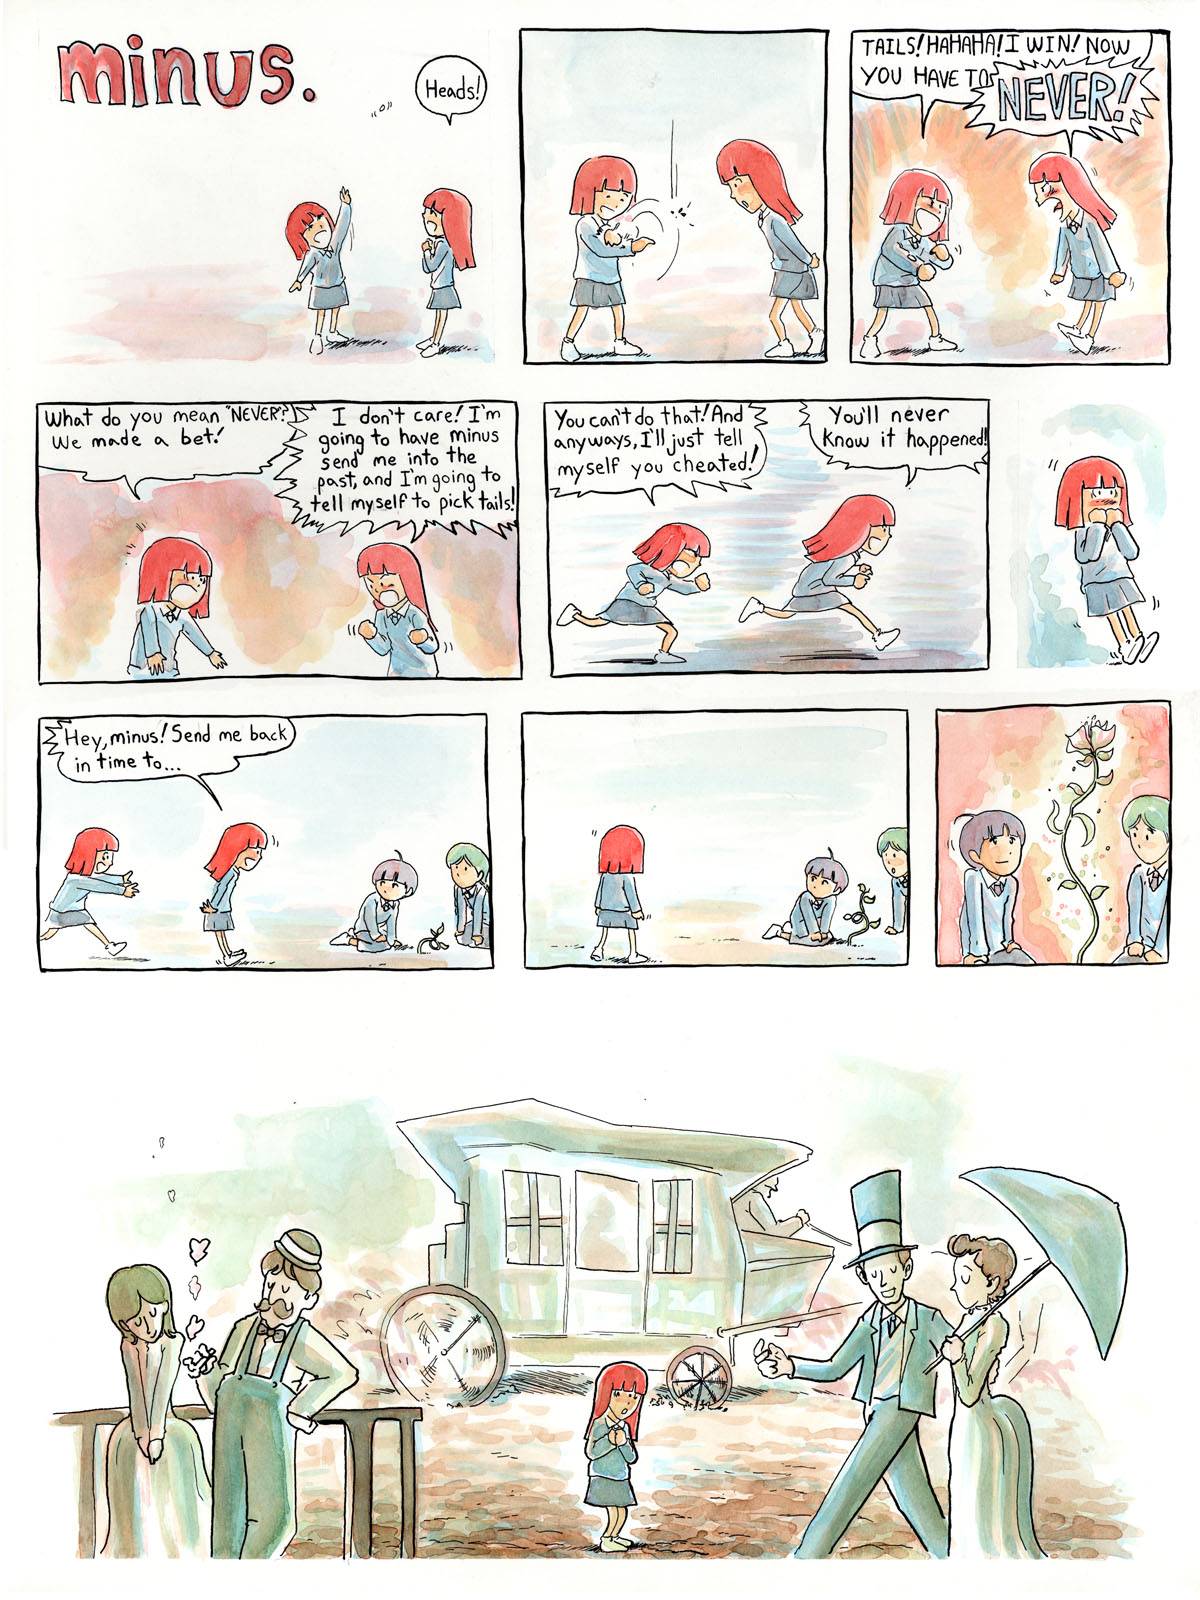 minus.
Heads!
TAILS! HAHAHA! I WIN! NOW
YOU HAVE TO
NEVER!
What do you mean "NEVER"?
We made a bet!
I don't care! I'm
going to have minus
send me into the
past, and I'm going to
tell myself to pick tails!
You can't do that! And
anyways, I'll just tell
myself you cheated!
You'll never
know it happened!
Hey, minus! Send me back
in time to...